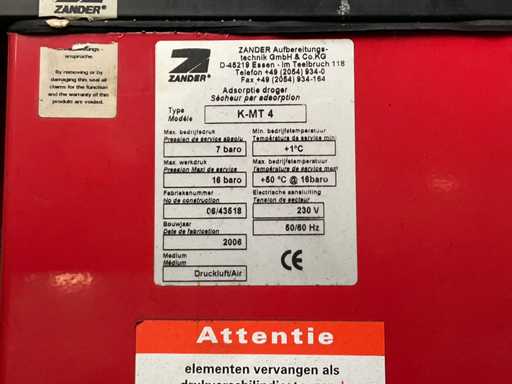 ZANDER®
By removing or by
damaging this, seal all
claims for the function
and the warranty of this
produkt are voided.
ZANDER®
ZANDER Aufbereitungs-
technik GmbH & Co.KG
D-45219 Essen - Im Teelbruch 118
Telefon +49 (2054) 934-0
Fax +49 (2054) 934-164
Adsorptie droger
Sécheur par adsorption
Type
Modèle
K-MT 4
Max. bedrijfsdruk
Pression de service absolu
7 baro
Min. bedrijfstemperatuur
Température de service mini
+1°C
Max. werkdruk
Pression Maxi de service
16 baro
Max. bedrijfstemperatuur
Température de service maxi
+50 °C @ 16baro
Fabrieksnummer
No de construction
06/43518
Electrische aansluiting
Tension de secteur
230 V
50/60 Hz
Bouwjaar
Date de fabrication
2006
Medium
Médium
Druckluft/Air
CE
Attentie
elementen vervangen als